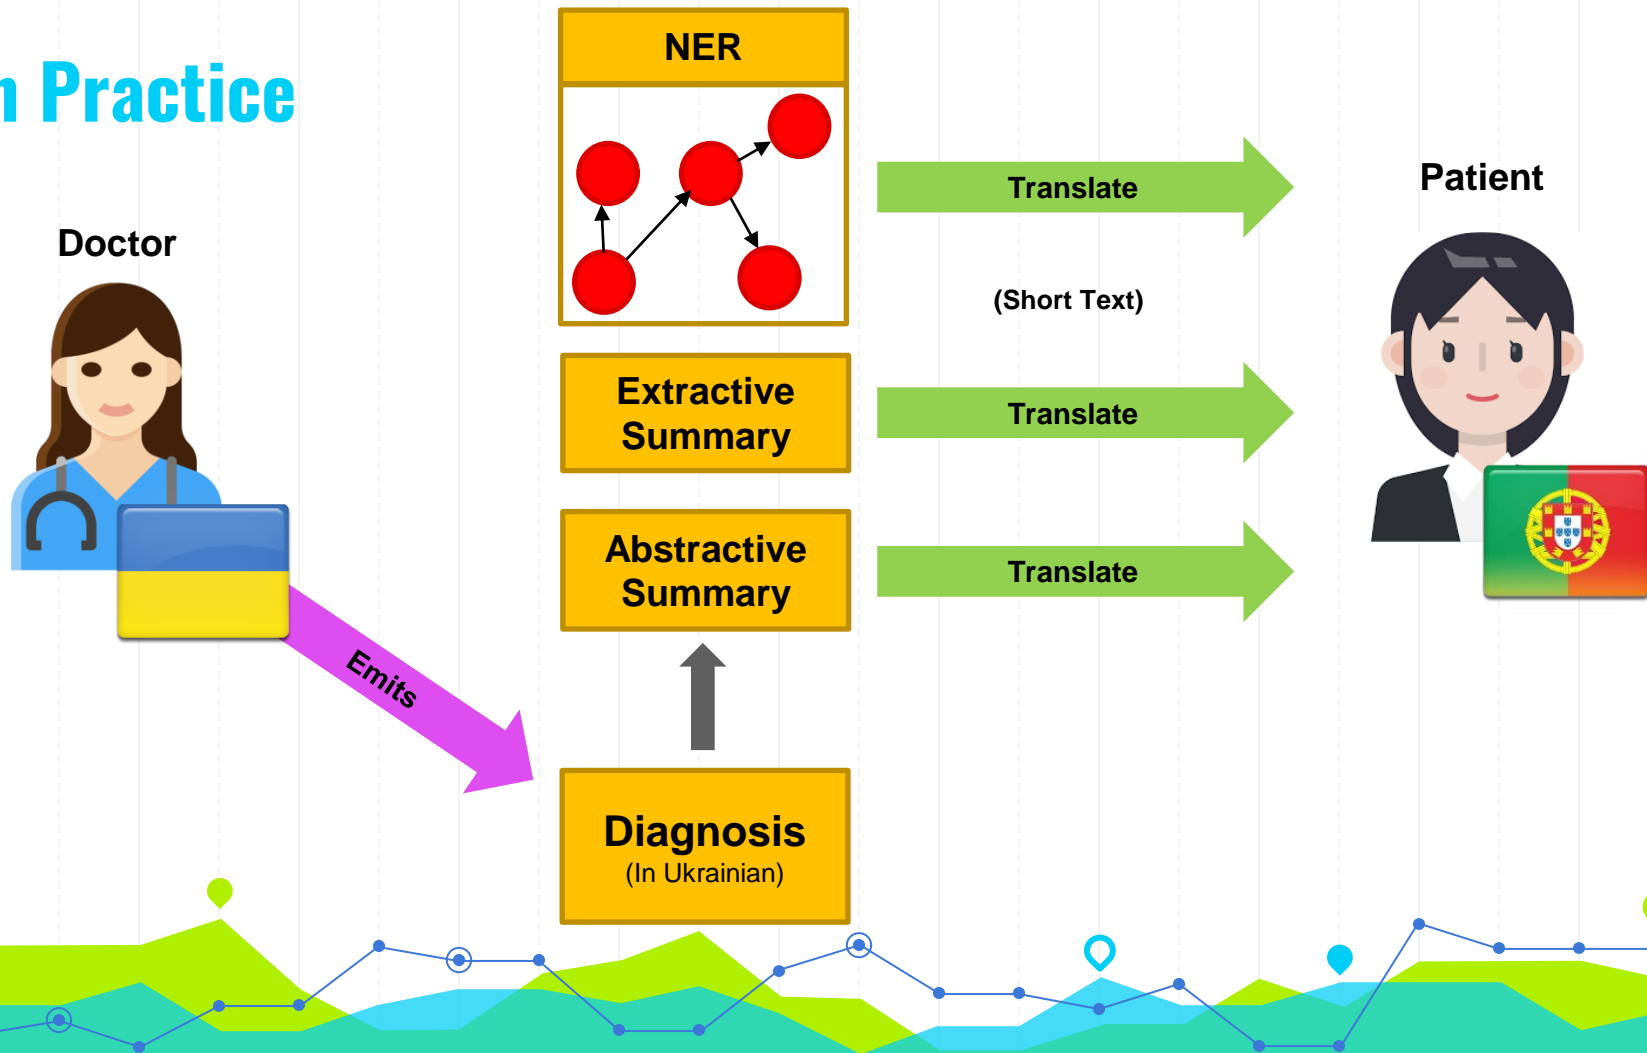 n Practice
NER
Doctor
Translate
Patient
(Short Text)
Extractive
Summary
Translate
Abstractive
Summary
Translate
Emits
Diagnosis
(In Ukrainian)